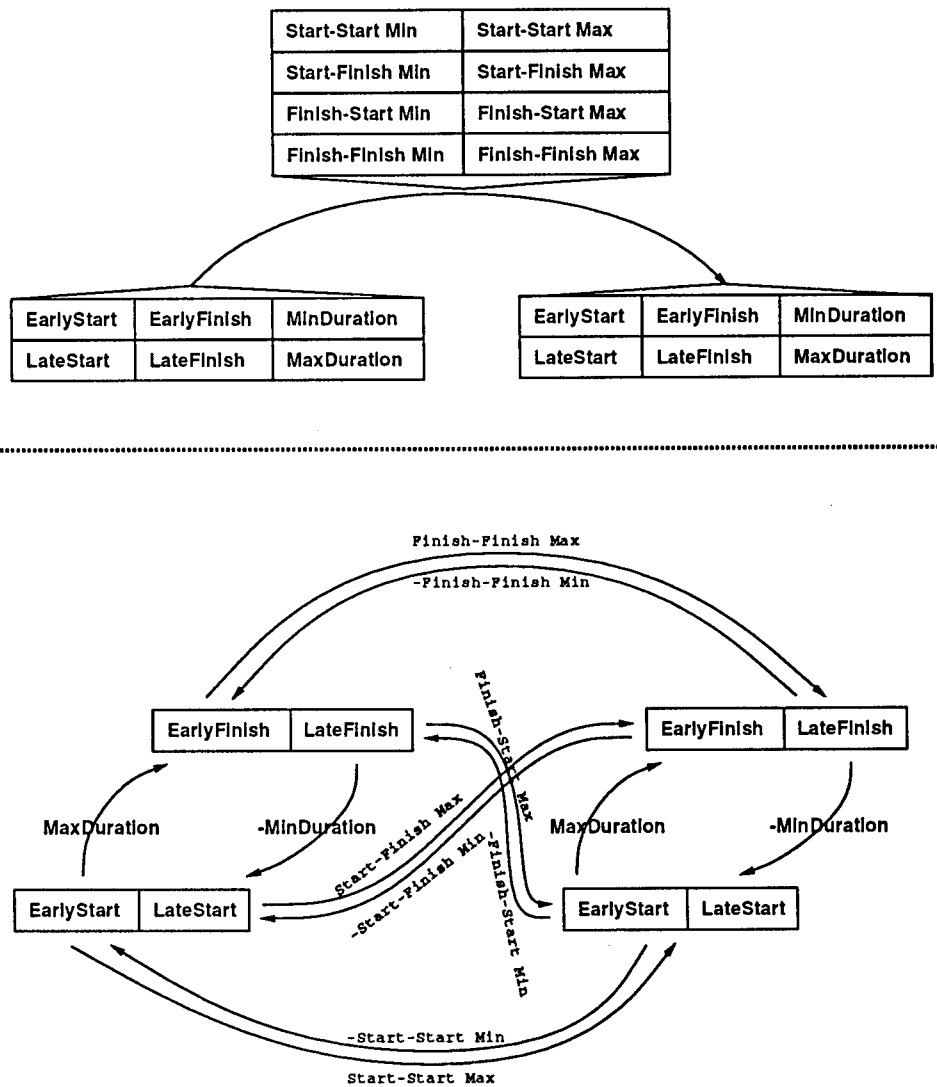 Start-Start Min Start-Start Max
Start-Finish Min Start-Finish Max
Finish-Start Min Finish-Start Max
Finish-Finish Min Finish-Finish Max
EarlyStart EarlyFinish MinDuration
LateStart LateFinish MaxDuration
EarlyStart EarlyFinish MinDuration
LateStart LateFinish MaxDuration
Finish-Finish Max
-Finish-Finish Min
Finish-Start Max
EarlyFinish LateFinish
EarlyFinish LateFinish
MaxDuration
-MinDuration
Start-Finish Max
-Start-Finish Min
-Finish-Start Min
MaxDuration
-MinDuration
EarlyStart LateStart
EarlyStart LateStart
-Start-Start Min
Start-Start Max